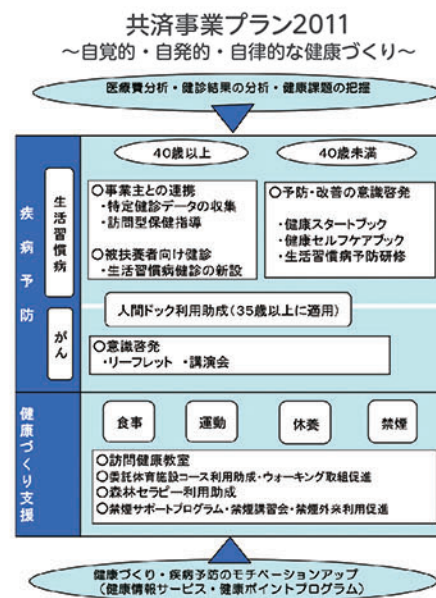 共済事業プラン2011
～自覚的・自発的・自律的な健康づくり～
医療費分析・健診結果の分析・健康課題の把握
疾病予防
生活習慣病
40歳以上
40歳未満
○事業主との連携
・特定健診データの収集
・訪問型保健指導
○被扶養者向け健診
・生活習慣病健診の新設
○予防・改善の意識啓発
・健康スタートブック
・健康セルフケアブック
・生活習慣病予防研修
人間ドック利用助成（35歳以上に適用）
がん
○意識啓発
・リーフレット ・講演会
健康づくり支援
食事
運動
休養
禁煙
○訪問健康教室
○委託体育施設コース利用助成・ウォーキング取組促進
○森林セラピー利用助成
○禁煙サポートプログラム・禁煙講習会・禁煙外来利用促進
健康づくり・疾病予防のモチベーションアップ
（健康情報サービス・健康ポイントプログラム）